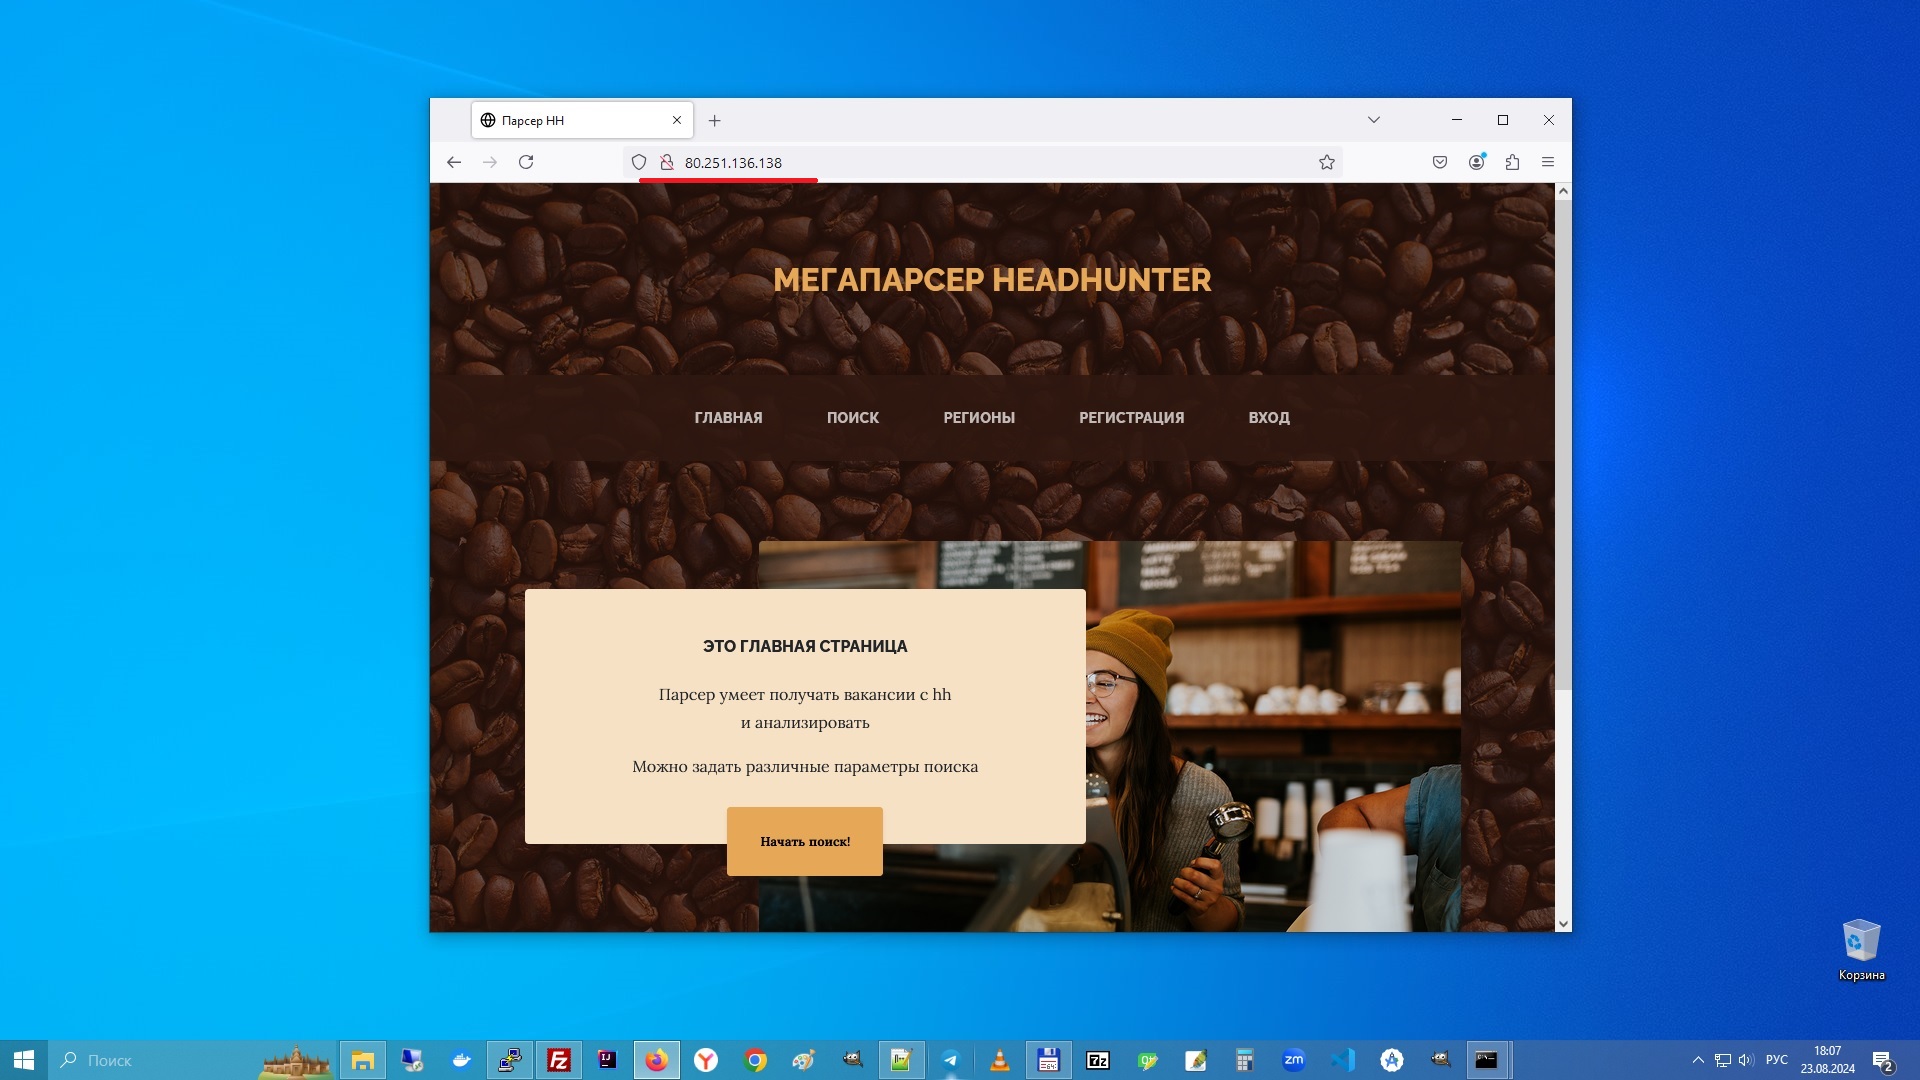 Парсер HH
80.251.136.138
МЕГАПАРСЕР HEADHUNTER
ГЛАВНАЯ
ПОИСК
РЕГИОНЫ
РЕГИСТРАЦИЯ
ВХОД
ЭТО ГЛАВНАЯ СТРАНИЦА
Парсер умеет получать вакансии с hh
и анализировать
Можно задать различные параметры поиска
Начать поиск!
Корзина
Поиск
РУС
18:07
23.08.2024
2